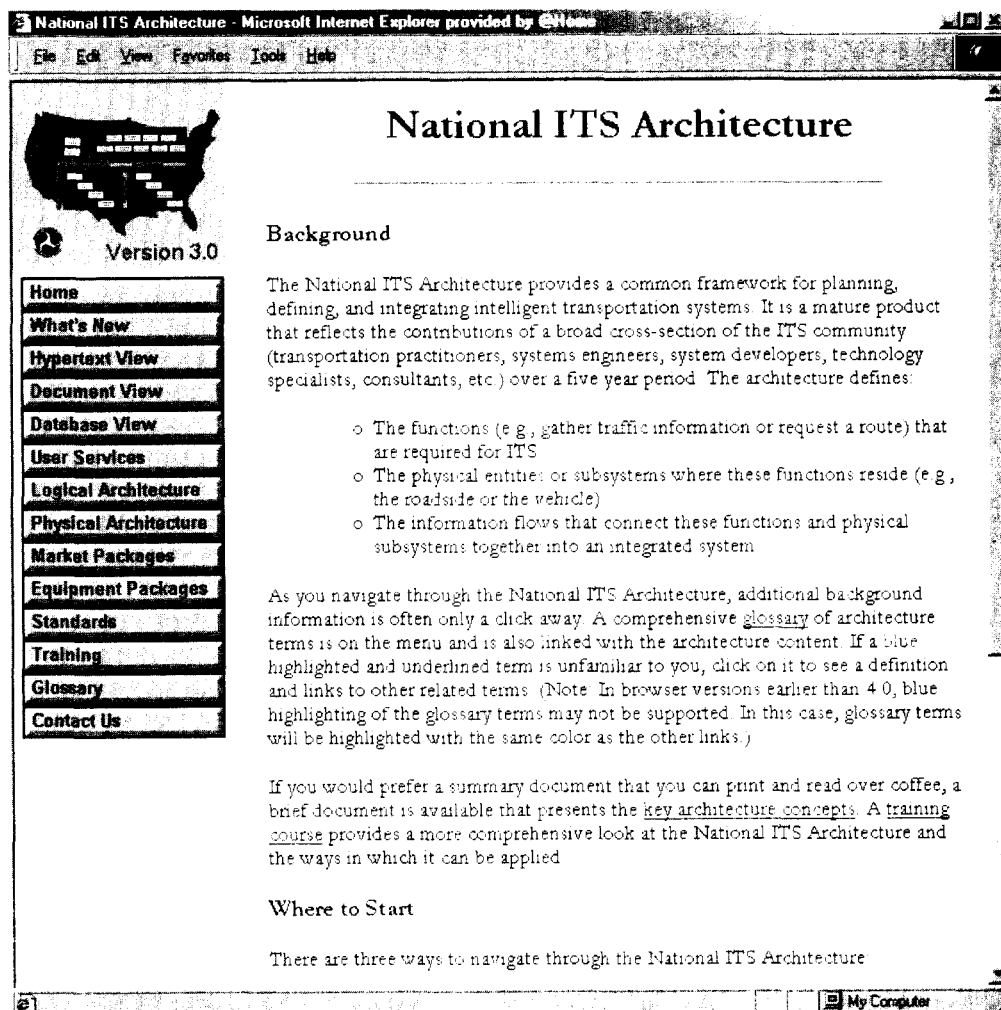 National ITS Architecture - Microsoft Internet Explorer provided by @Home
File Edit View Favorites Tools Help
Version 3.0
Home
What's New
Hypertext View
Document View
Database View
User Services
Logical Architecture
Physical Architecture
Market Packages
Equipment Packages
Standards
Training
Glossary
Contact Us
National ITS Architecture
Background
The National ITS Architecture provides a common framework for planning,
defining, and integrating intelligent transportation systems. It is a mature product
that reflects the contributions of a broad cross-section of the ITS community
(transportation practitioners, systems engineers, system developers, technology
specialists, consultants, etc.) over a five year period. The architecture defines:
o The functions (e.g., gather traffic information or request a route) that
are required for ITS
o The physical entities or subsystems where these functions reside (e.g.,
the roadside or the vehicle)
o The information flows that connect these functions and physical
subsystems together into an integrated system
As you navigate through the National ITS Architecture, additional background
information is often only a click away. A comprehensive glossary of architecture
terms is on the menu and is also linked with the architecture content. If a blue
highlighted and underlined term is unfamiliar to you, click on it to see a definition
and links to other related terms. (Note: In browser versions earlier than 4.0, blue
highlighting of the glossary terms may not be supported. In this case, glossary terms
will be highlighted with the same color as the other links.)
If you would prefer a summary document that you can print and read over coffee, a
brief document is available that presents the key architecture concepts. A training
course provides a more comprehensive look at the National ITS Architecture and
the ways in which it can be applied
Where to Start
There are three ways to navigate through the National ITS Architecture
My Computer